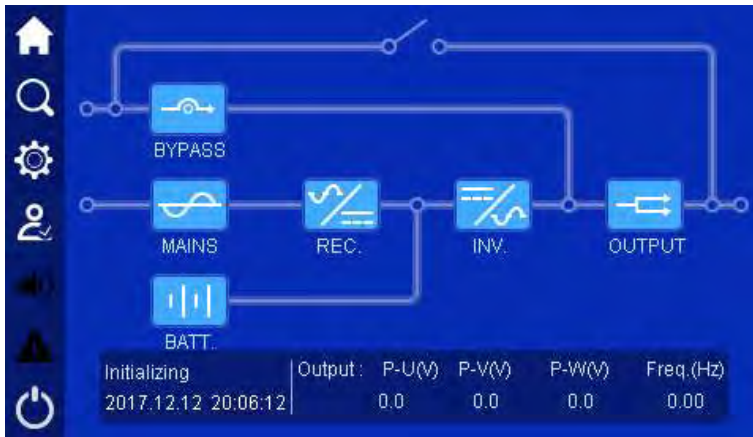 BYPASS
MAINS REC. INV. OUTPUT
BATT.
Initializing Output : P-U(V) P-V(V) P-W(V) Freq.(Hz)
2017.12.12 20:06:12 0.0 0.0 0.0 0.00